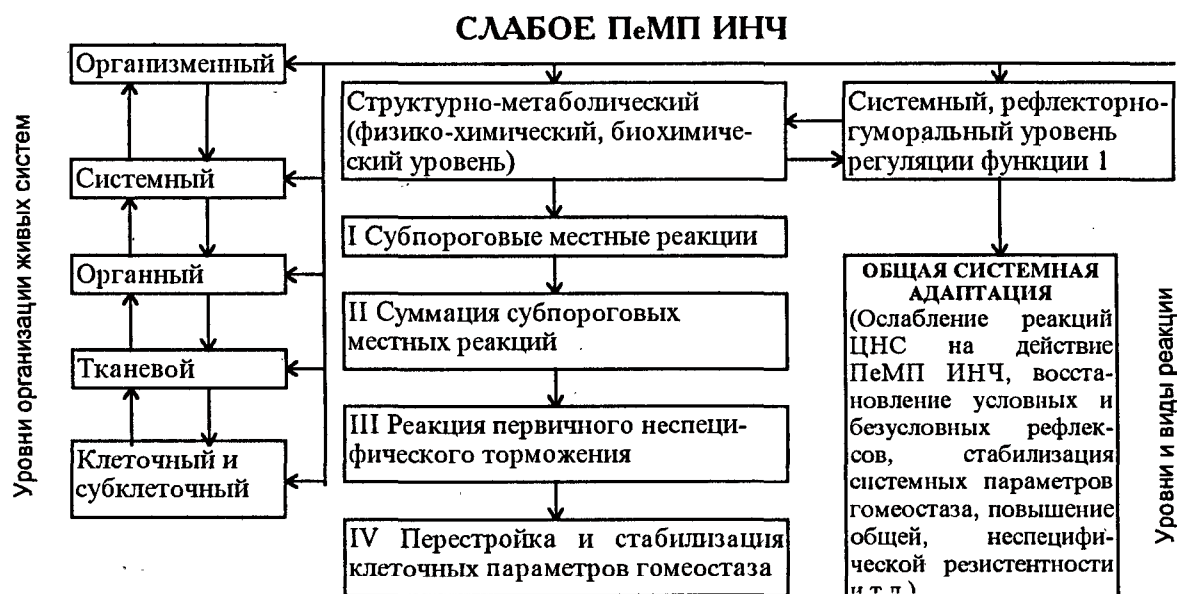 СЛАБОЕ ПеМП ИНЧ
Уровни организации живых систем
Организменный
Системный
Органный
Тканевой
Клеточный и
субклеточный
Структурно-метаболический
(физико-химический, биохимиче-
ский уровень)
I Субпороговые местные реакции
II Суммация субпороговых
местных реакций
III Реакция первичного неспеци-
фического торможения
IV Перестройка и стабилизация
клеточных параметров гомеостаза
Системный, рефлекторно-
гуморальный уровень
регуляции функции 1
ОБЩАЯ СИСТЕМНАЯ
АДАПТАЦИЯ
(Ослабление реакций
ЦНС на действие
ПеМП ИНЧ, восста-
новление условных и
безусловных рефлек-
сов, стабилизация
системных параметров
гомеостаза, повышение
общей, неспецифи-
ческой резистентности
и т.д.)
Уровни и виды реакции